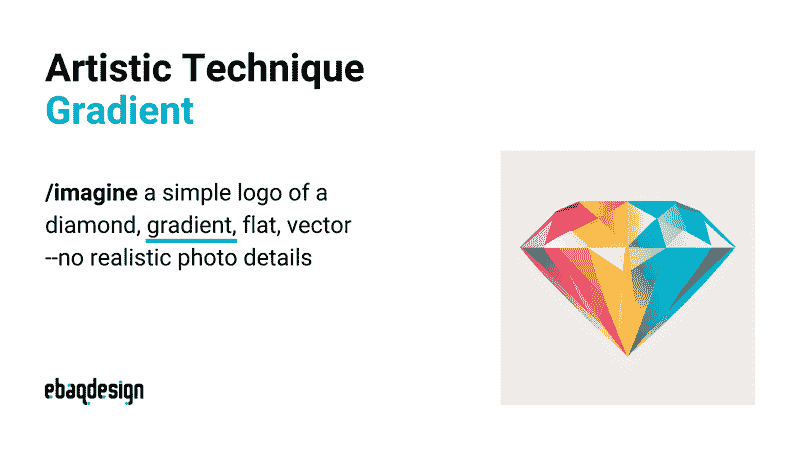 Artistic Technique
Gradient
/imagine a simple logo of a
diamond, gradient, flat, vector
--no realistic photo details
ebaqdesign